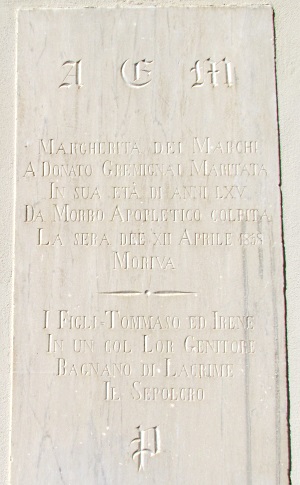 A E M
MARGHERITA DEI MARCHI
A DONATO GREMIGNAI MARITATA
IN SUA ETÀ DI ANNI LXV
DA MORBO APOPLETICO COLPITA
LA SERA DEL XII APRILE
MORIVA
I FIGLI TOMMASO ED IRENE
IN UN COL LOR GENITORE
BAGNANO DI LACRIME
IL SEPOLCRO
P